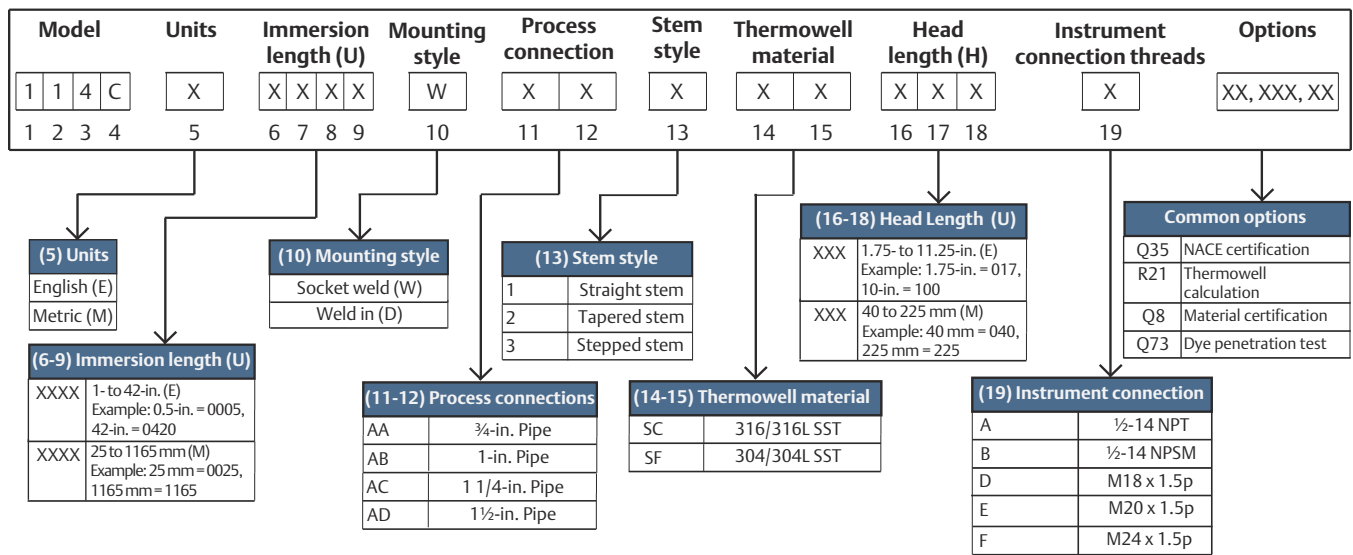 Model Units Immersion length (U) Mounting style Process connection Stem style Thermowell material Head length (H) Instrument connection threads Options
1 1 4 C X X X X X W X X X X X X X X X XX, XXX, XX
1 2 3 4 5 6 7 8 9 10 11 12 13 14 15 16 17 18 19
(5) Units
English (E)
Metric (M)
(6-9) Immersion length (U)
XXXX 1- to 42-in. (E)
Example: 0.5-in. = 0005,
42-in. = 0420
XXXX 25 to 1165 mm (M)
Example: 25 mm = 0025,
1165 mm = 1165
(10) Mounting style
Socket weld (W)
Weld in (D)
(11-12) Process connections
AA ¾-in. Pipe
AB 1-in. Pipe
AC 1 1/4-in. Pipe
AD 1½-in. Pipe
(13) Stem style
1 Straight stem
2 Tapered stem
3 Stepped stem
(14-15) Thermowell material
SC 316/316L SST
SF 304/304L SST
(16-18) Head Length (U)
XXX 1.75- to 11.25-in. (E)
Example: 1.75-in. = 017,
10-in. = 100
XXX 40 to 225 mm (M)
Example: 40 mm = 040,
225 mm = 225
(19) Instrument connection
A ½-14 NPT
B ½-14 NPSM
D M18 x 1.5p
E M20 x 1.5p
F M24 x 1.5p
Common options
Q35 NACE certification
R21 Thermowell
calculation
Q8 Material certification
Q73 Dye penetration test